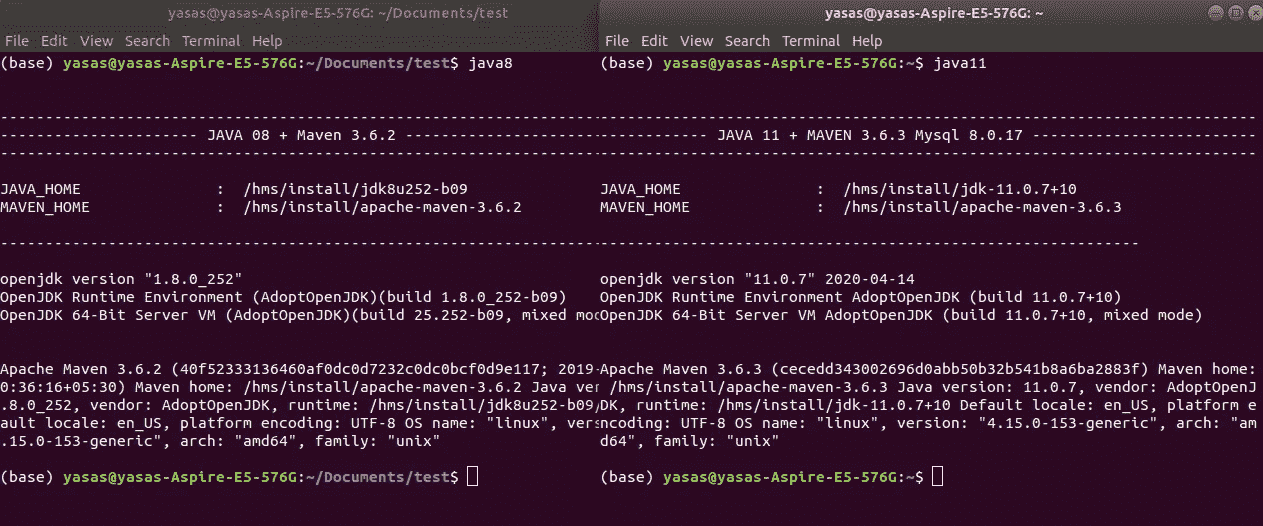 yasas@yasas-Aspire-E5-576G: ~/Documents/test
File Edit View Search Terminal Help
(base) yasas@yasas-Aspire-E5-576G:~/Documents/test$ java8
------------------------------------------------------------------
---------------------- JAVA 08 + Maven 3.6.2 ----------------------
------------------------------------------------------------------
JAVA_HOME : /hms/install/jdk8u252-b09
MAVEN_HOME : /hms/install/apache-maven-3.6.2
------------------------------------------------------------------
openjdk version "1.8.0_252"
OpenJDK Runtime Environment (AdoptOpenJDK)(build 1.8.0_252-b09)
OpenJDK 64-Bit Server VM (AdoptOpenJDK)(build 25.252-b09, mixed mo
Apache Maven 3.6.2 (40f52333136460af0dc0d7232c0dc0bcf0d9e117; 2019-
0:36:16+05:30) Maven home: /hms/install/apache-maven-3.6.2 Java ver
.8.0_252, vendor: AdoptOpenJDK, runtime: /hms/install/jdk8u252-b09/
ault locale: en_US, platform encoding: UTF-8 OS name: "linux", vers
.15.0-153-generic", arch: "amd64", family: "unix"
(base) yasas@yasas-Aspire-E5-576G:~/Documents/test$
yasas@yasas-Aspire-E5-576G: ~
File Edit View Search Terminal Help
(base) yasas@yasas-Aspire-E5-576G:~$ java11
-------------------------------------------------------------------------
------------ JAVA 11 + MAVEN 3.6.3 Mysql 8.0.17 -------------------------
-------------------------------------------------------------------------
JAVA_HOME : /hms/install/jdk-11.0.7+10
MAVEN_HOME : /hms/install/apache-maven-3.6.3
------------------------------------------------------------
openjdk version "11.0.7" 2020-04-14
OpenJDK Runtime Environment AdoptOpenJDK (build 11.0.7+10)
OpenJDK 64-Bit Server VM AdoptOpenJDK (build 11.0.7+10, mixed mode)
Apache Maven 3.6.3 (cecedd343002696d0abb50b32b541b8a6ba2883f) Maven home:
/hms/install/apache-maven-3.6.3 Java version: 11.0.7, vendor: AdoptOpenJ
DK, runtime: /hms/install/jdk-11.0.7+10 Default locale: en_US, platform e
ncoding: UTF-8 OS name: "linux", version: "4.15.0-153-generic", arch: "am
d64", family: "unix"
(base) yasas@yasas-Aspire-E5-576G:~$